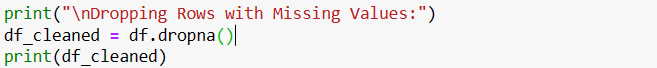 print("\nDropping Rows with Missing Values:")
df_cleaned = df.dropna()
print(df_cleaned)